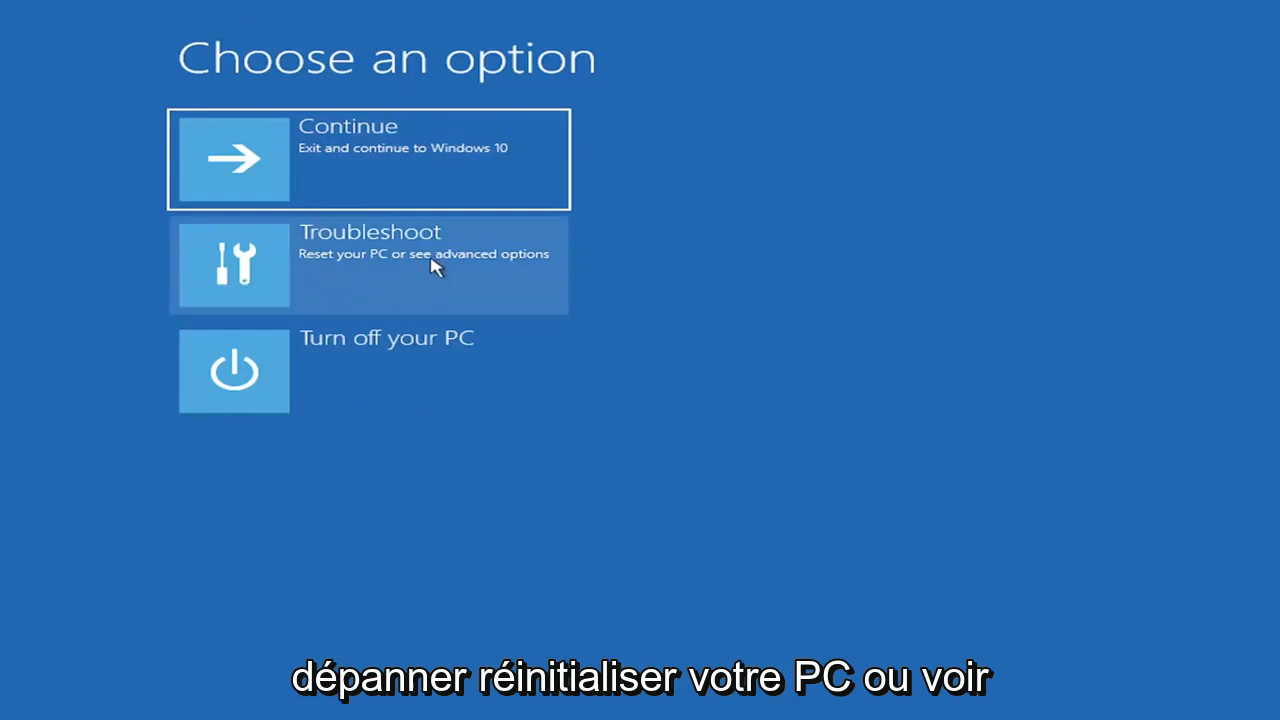 Choose an option
Continue
Exit and continue to Windows 10
Troubleshoot
Reset your PC or see advanced options
Turn off your PC
dépanner réinitialiser votre PC ou voir